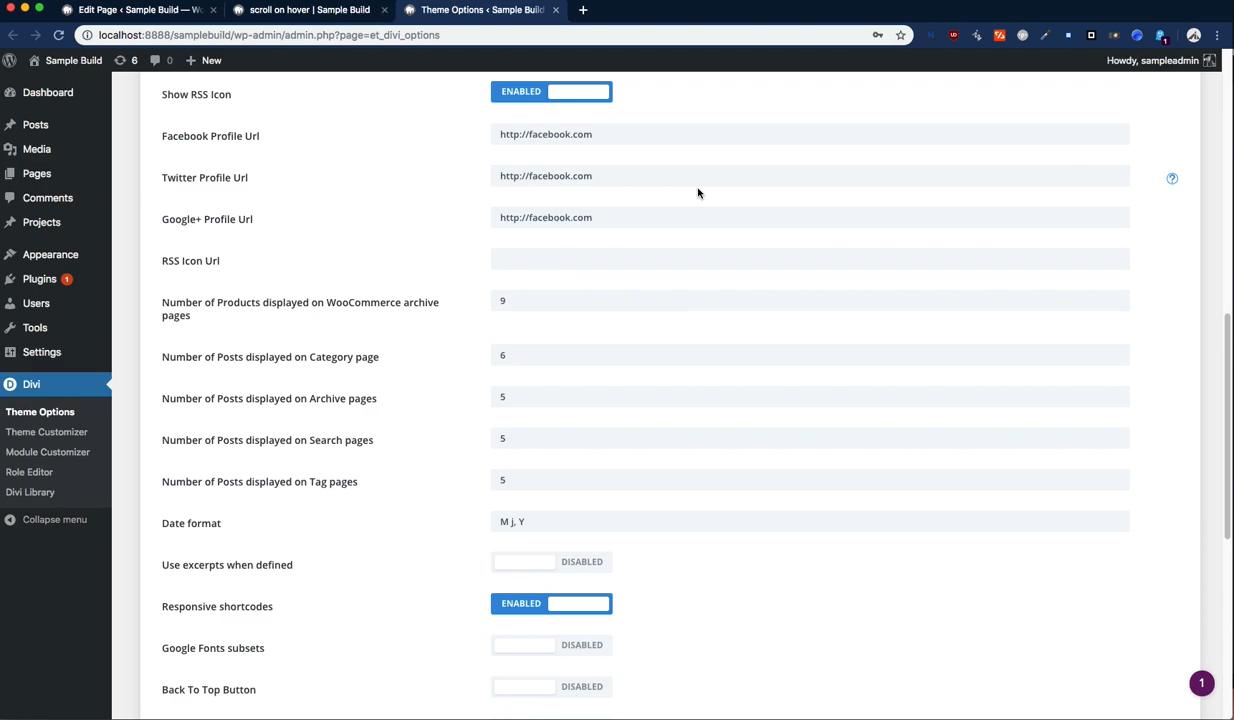 Edit Page ‹ Sample Build — W
scroll on hover | Sample Build
Theme Options ‹ Sample Build
localhost:8888/samplebuild/wp-admin/admin.php?page=et_divi_options
Sample Build
6
0
New
Howdy, sampleadmin
Dashboard
Posts
Media
Pages
Comments
Projects
Appearance
Plugins 1
Users
Tools
Settings
Divi
Theme Options
Theme Customizer
Module Customizer
Role Editor
Divi Library
Collapse menu
Show RSS Icon
ENABLED
Facebook Profile Url
http://facebook.com
Twitter Profile Url
http://facebook.com
Google+ Profile Url
http://facebook.com
RSS Icon Url
Number of Products displayed on WooCommerce archive
pages
9
Number of Posts displayed on Category page
6
Number of Posts displayed on Archive pages
5
Number of Posts displayed on Search pages
5
Number of Posts displayed on Tag pages
5
Date format
M j, Y
Use excerpts when defined
DISABLED
Responsive shortcodes
ENABLED
Google Fonts subsets
DISABLED
Back To Top Button
DISABLED
1